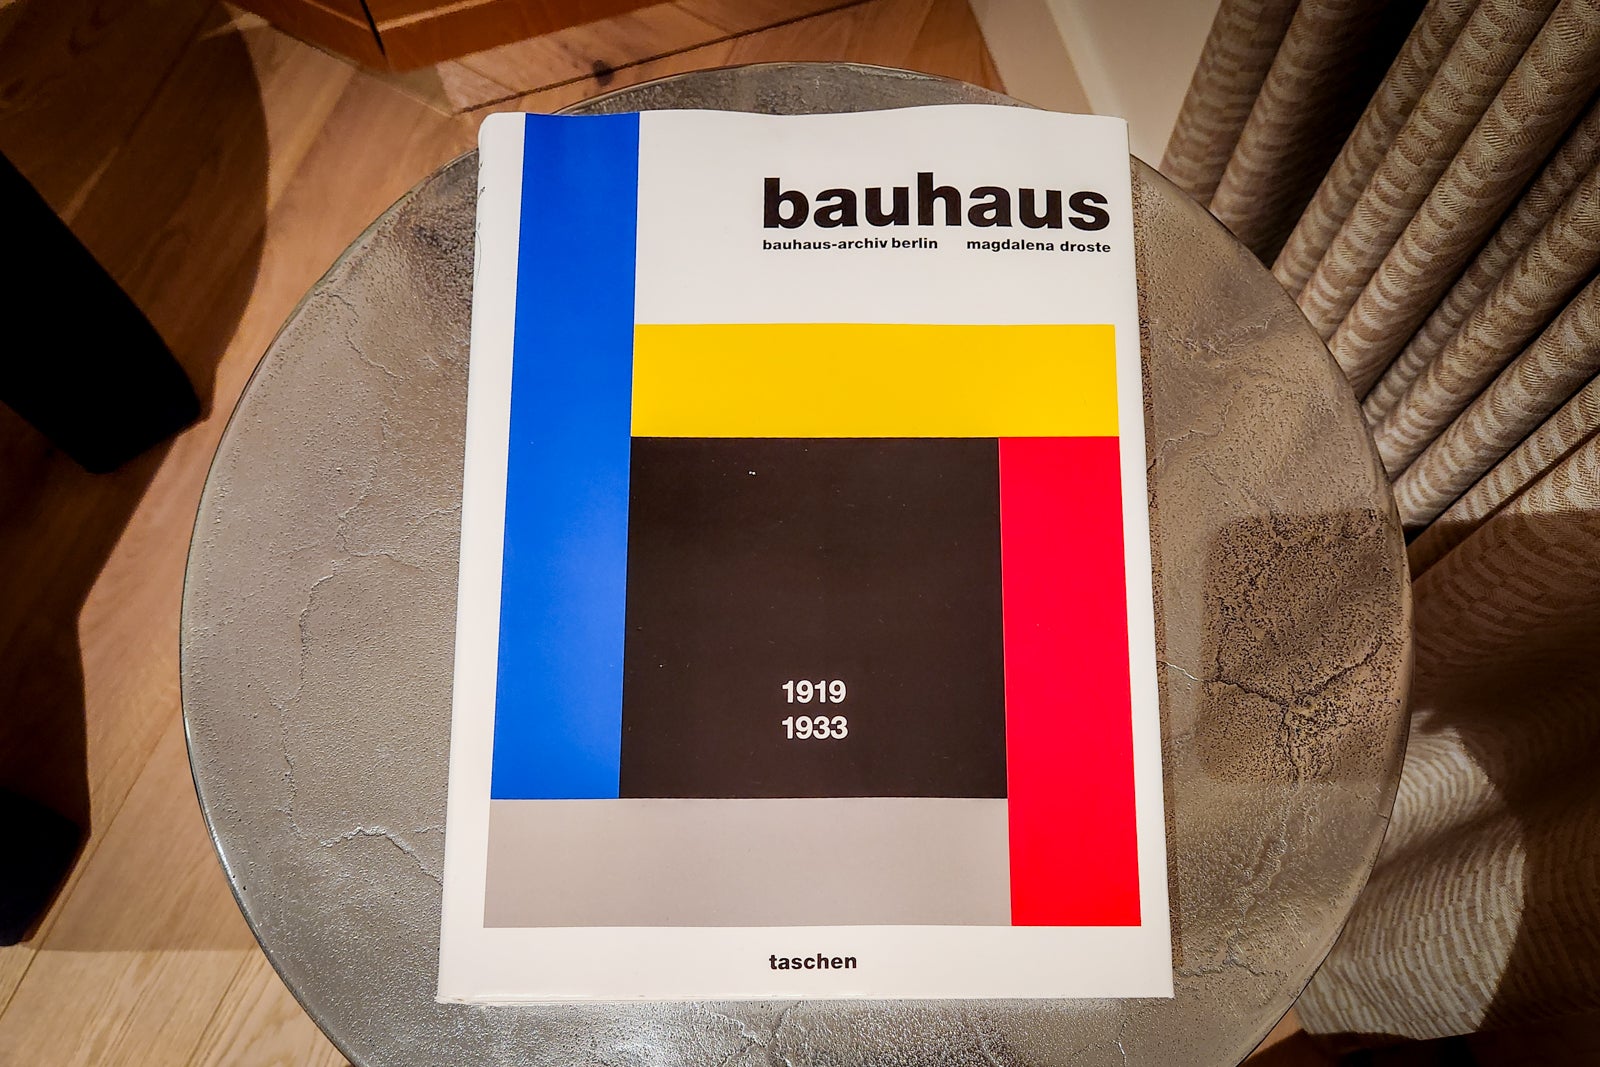 bauhaus
bauhaus-archiv berlin magdalena droste
1919
1933
taschen